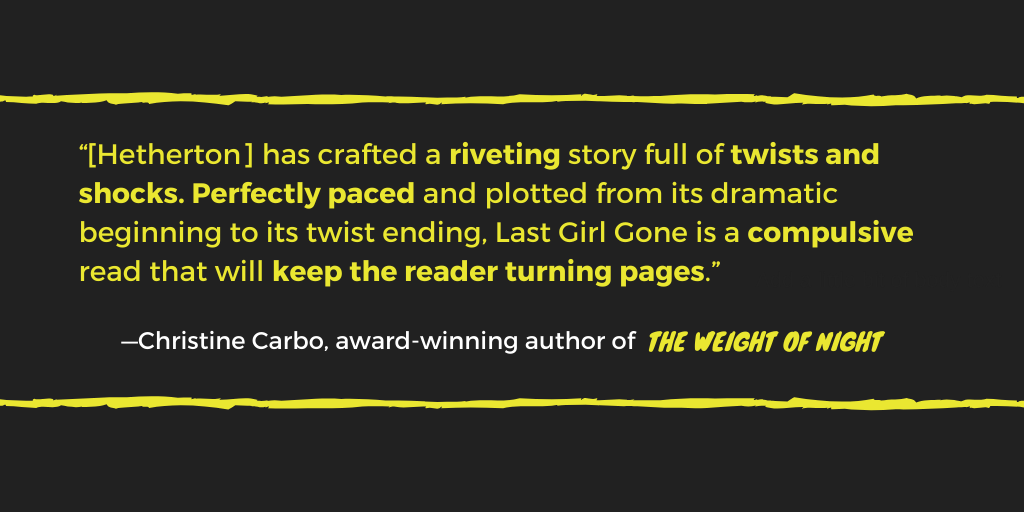 “[Hetherton] has crafted a riveting story full of twists and
shocks. Perfectly paced and plotted from its dramatic
beginning to its twist ending, Last Girl Gone is a compulsive
read that will keep the reader turning pages.”
—Christine Carbo, award-winning author of THE WEIGHT OF NIGHT